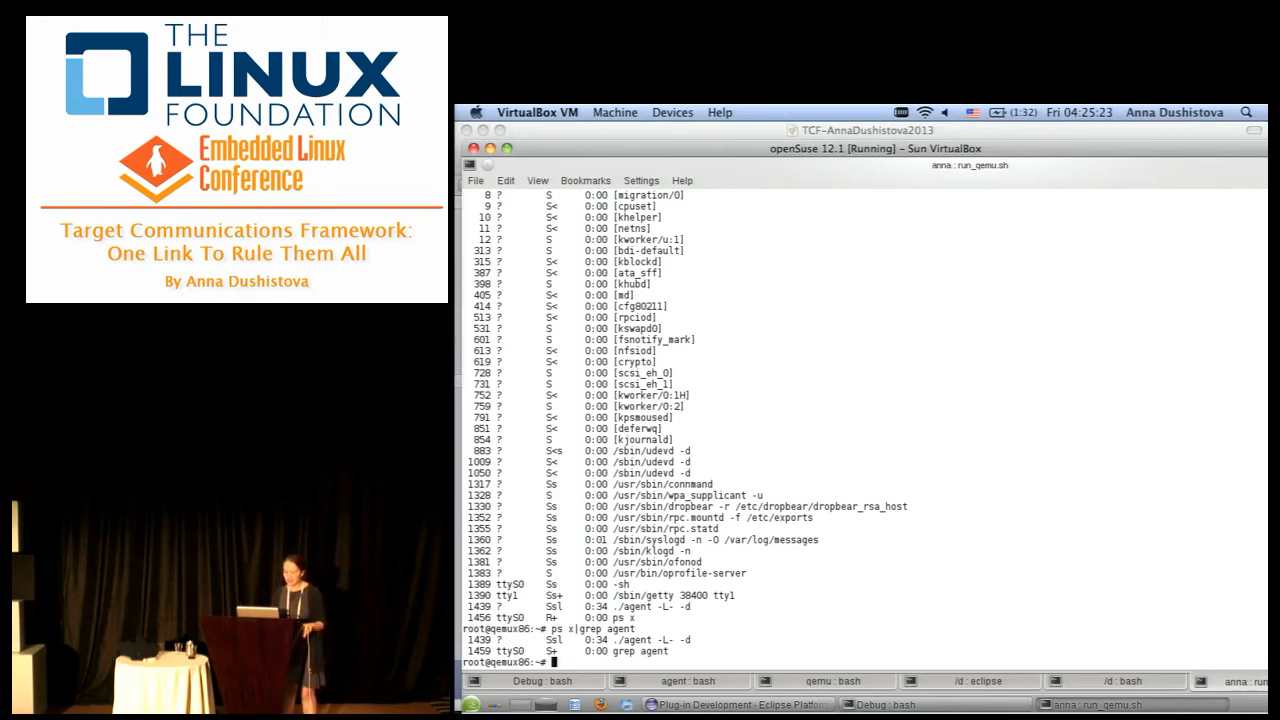 THE
LINUX
FOUNDATION
Embedded Linux
Conference
Target Communications Framework:
One Link To Rule Them All
By Anna Dushistova
VirtualBox VM Machine Devices Help (1:32) Fri 04:25:23 Anna Dushistova
TCF-AnnaDushistova2013
openSuse 12.1 [Running] – Sun VirtualBox
anna : run_qemu.sh
File Edit View Bookmarks Settings Help
8 ? S 0:00 [migration/0]
9 ? S< 0:00 [cpuset]
10 ? S< 0:00 [khelper]
11 ? S< 0:00 [netns]
12 ? S 0:00 [kworker/u:1]
313 ? S 0:00 [bdi-default]
315 ? S< 0:00 [kblockd]
387 ? S< 0:00 [ata_sff]
398 ? S 0:00 [khubd]
405 ? S< 0:00 [md]
414 ? S< 0:00 [cfg80211]
513 ? S< 0:00 [rpciod]
531 ? S 0:00 [kswapd0]
601 ? S 0:00 [fsnotify_mark]
613 ? S< 0:00 [nfsiod]
619 ? S< 0:00 [crypto]
728 ? S 0:00 [scsi_eh_0]
731 ? S 0:00 [scsi_eh_1]
752 ? S< 0:00 [kworker/0:1H]
759 ? S 0:00 [kworker/0:2]
791 ? S< 0:00 [kpsmoused]
851 ? S< 0:00 [deferwq]
854 ? S 0:00 [kjournald]
883 ? S<s 0:00 /sbin/udevd -d
1009 ? S< 0:00 /sbin/udevd -d
1050 ? S< 0:00 /sbin/udevd -d
1317 ? Ss 0:00 /usr/sbin/connmand
1328 ? S 0:00 /usr/sbin/wpa_supplicant -u
1330 ? Ss 0:00 /usr/sbin/dropbear -r /etc/dropbear/dropbear_rsa_host
1352 ? Ss 0:00 /usr/sbin/rpc.mountd -f /etc/exports
1355 ? Ss 0:00 /usr/sbin/rpc.statd
1360 ? Ss 0:01 /sbin/syslogd -n -O /var/log/messages
1362 ? Ss 0:00 /sbin/klogd -n
1381 ? Ss 0:00 /usr/sbin/ofonod
1383 ? S 0:00 /usr/bin/oprofile-server
1389 ttyS0 Ss 0:00 -sh
1390 tty1 Ss+ 0:00 /sbin/getty 38400 tty1
1439 ? Ssl 0:34 ./agent -L- -d
1456 ttyS0 R+ 0:00 ps x
root@qemux86:~# ps x|grep agent
1439 ? Ssl 0:34 ./agent -L- -d
1459 ttyS0 S+ 0:00 grep agent
root@qemux86:~#
Debug : bash agent : bash qemu : bash /d : eclipse /d : bash anna : run
Plug-in Development - Eclipse Platfor Debug : bash anna : run_qemu.sh